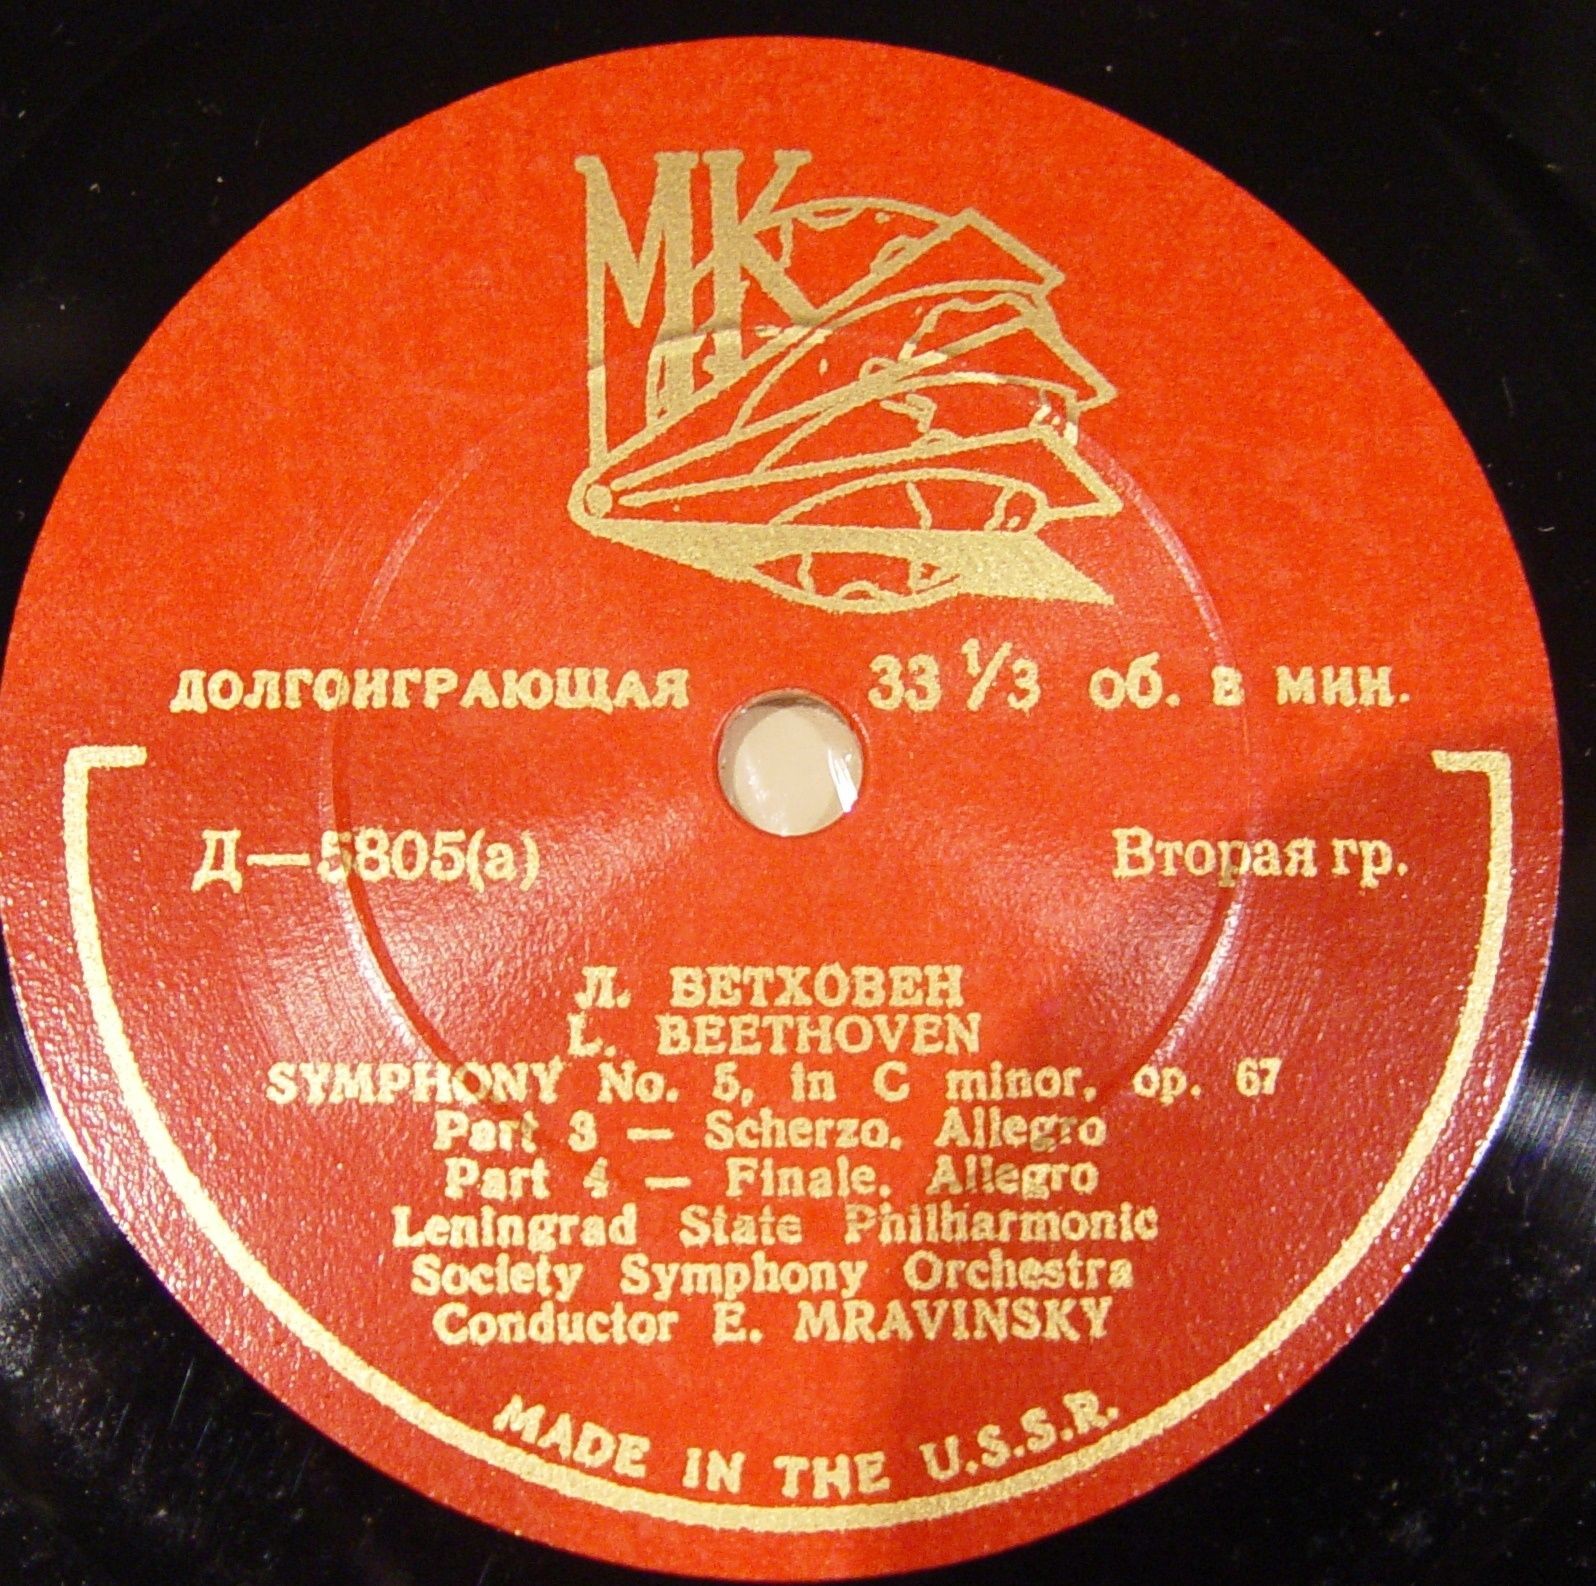 МК
ДОЛГОИГРАЮЩАЯ 33 1/3 об. в мин.
Д—5805(а) Вторая гр.
Л. БЕТХОВЕН
L. BEETHOVEN
SYMPHONY No. 5, in C minor, op. 67
Part 3 — Scherzo. Allegro
Part 4 — Finale. Allegro
Leningrad State Philharmonic
Society Symphony Orchestra
Conductor E. MRAVINSKY
MADE IN THE U.S.S.R.